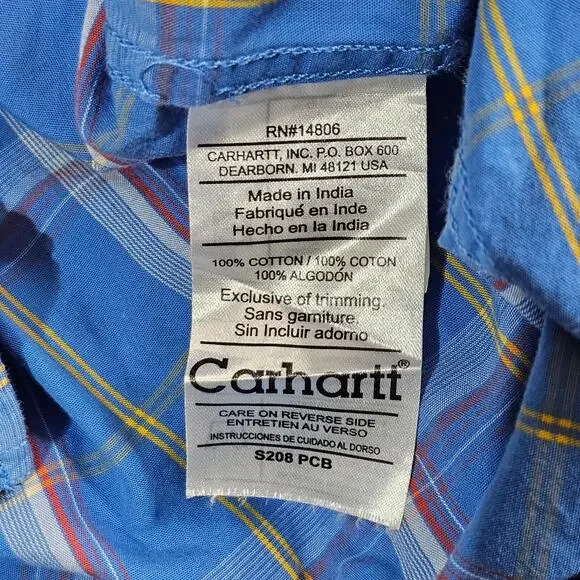 RN#14806
CARHARTT, INC. P.O. BOX 600
DEARBORN. MI 48121 USA
Made in India
Fabriqué en Inde
Hecho en la India
100% COTTON / 100% COTON
100% ALGODÓN
Exclusive of trimming.
Sans garniture.
Sin Incluir adorno
Carhartt®
CARE ON REVERSE SIDE
ENTRETIEN AU VERSO
INSTRUCCIONES DE CUIDADO AL DORSO
S208 PCB